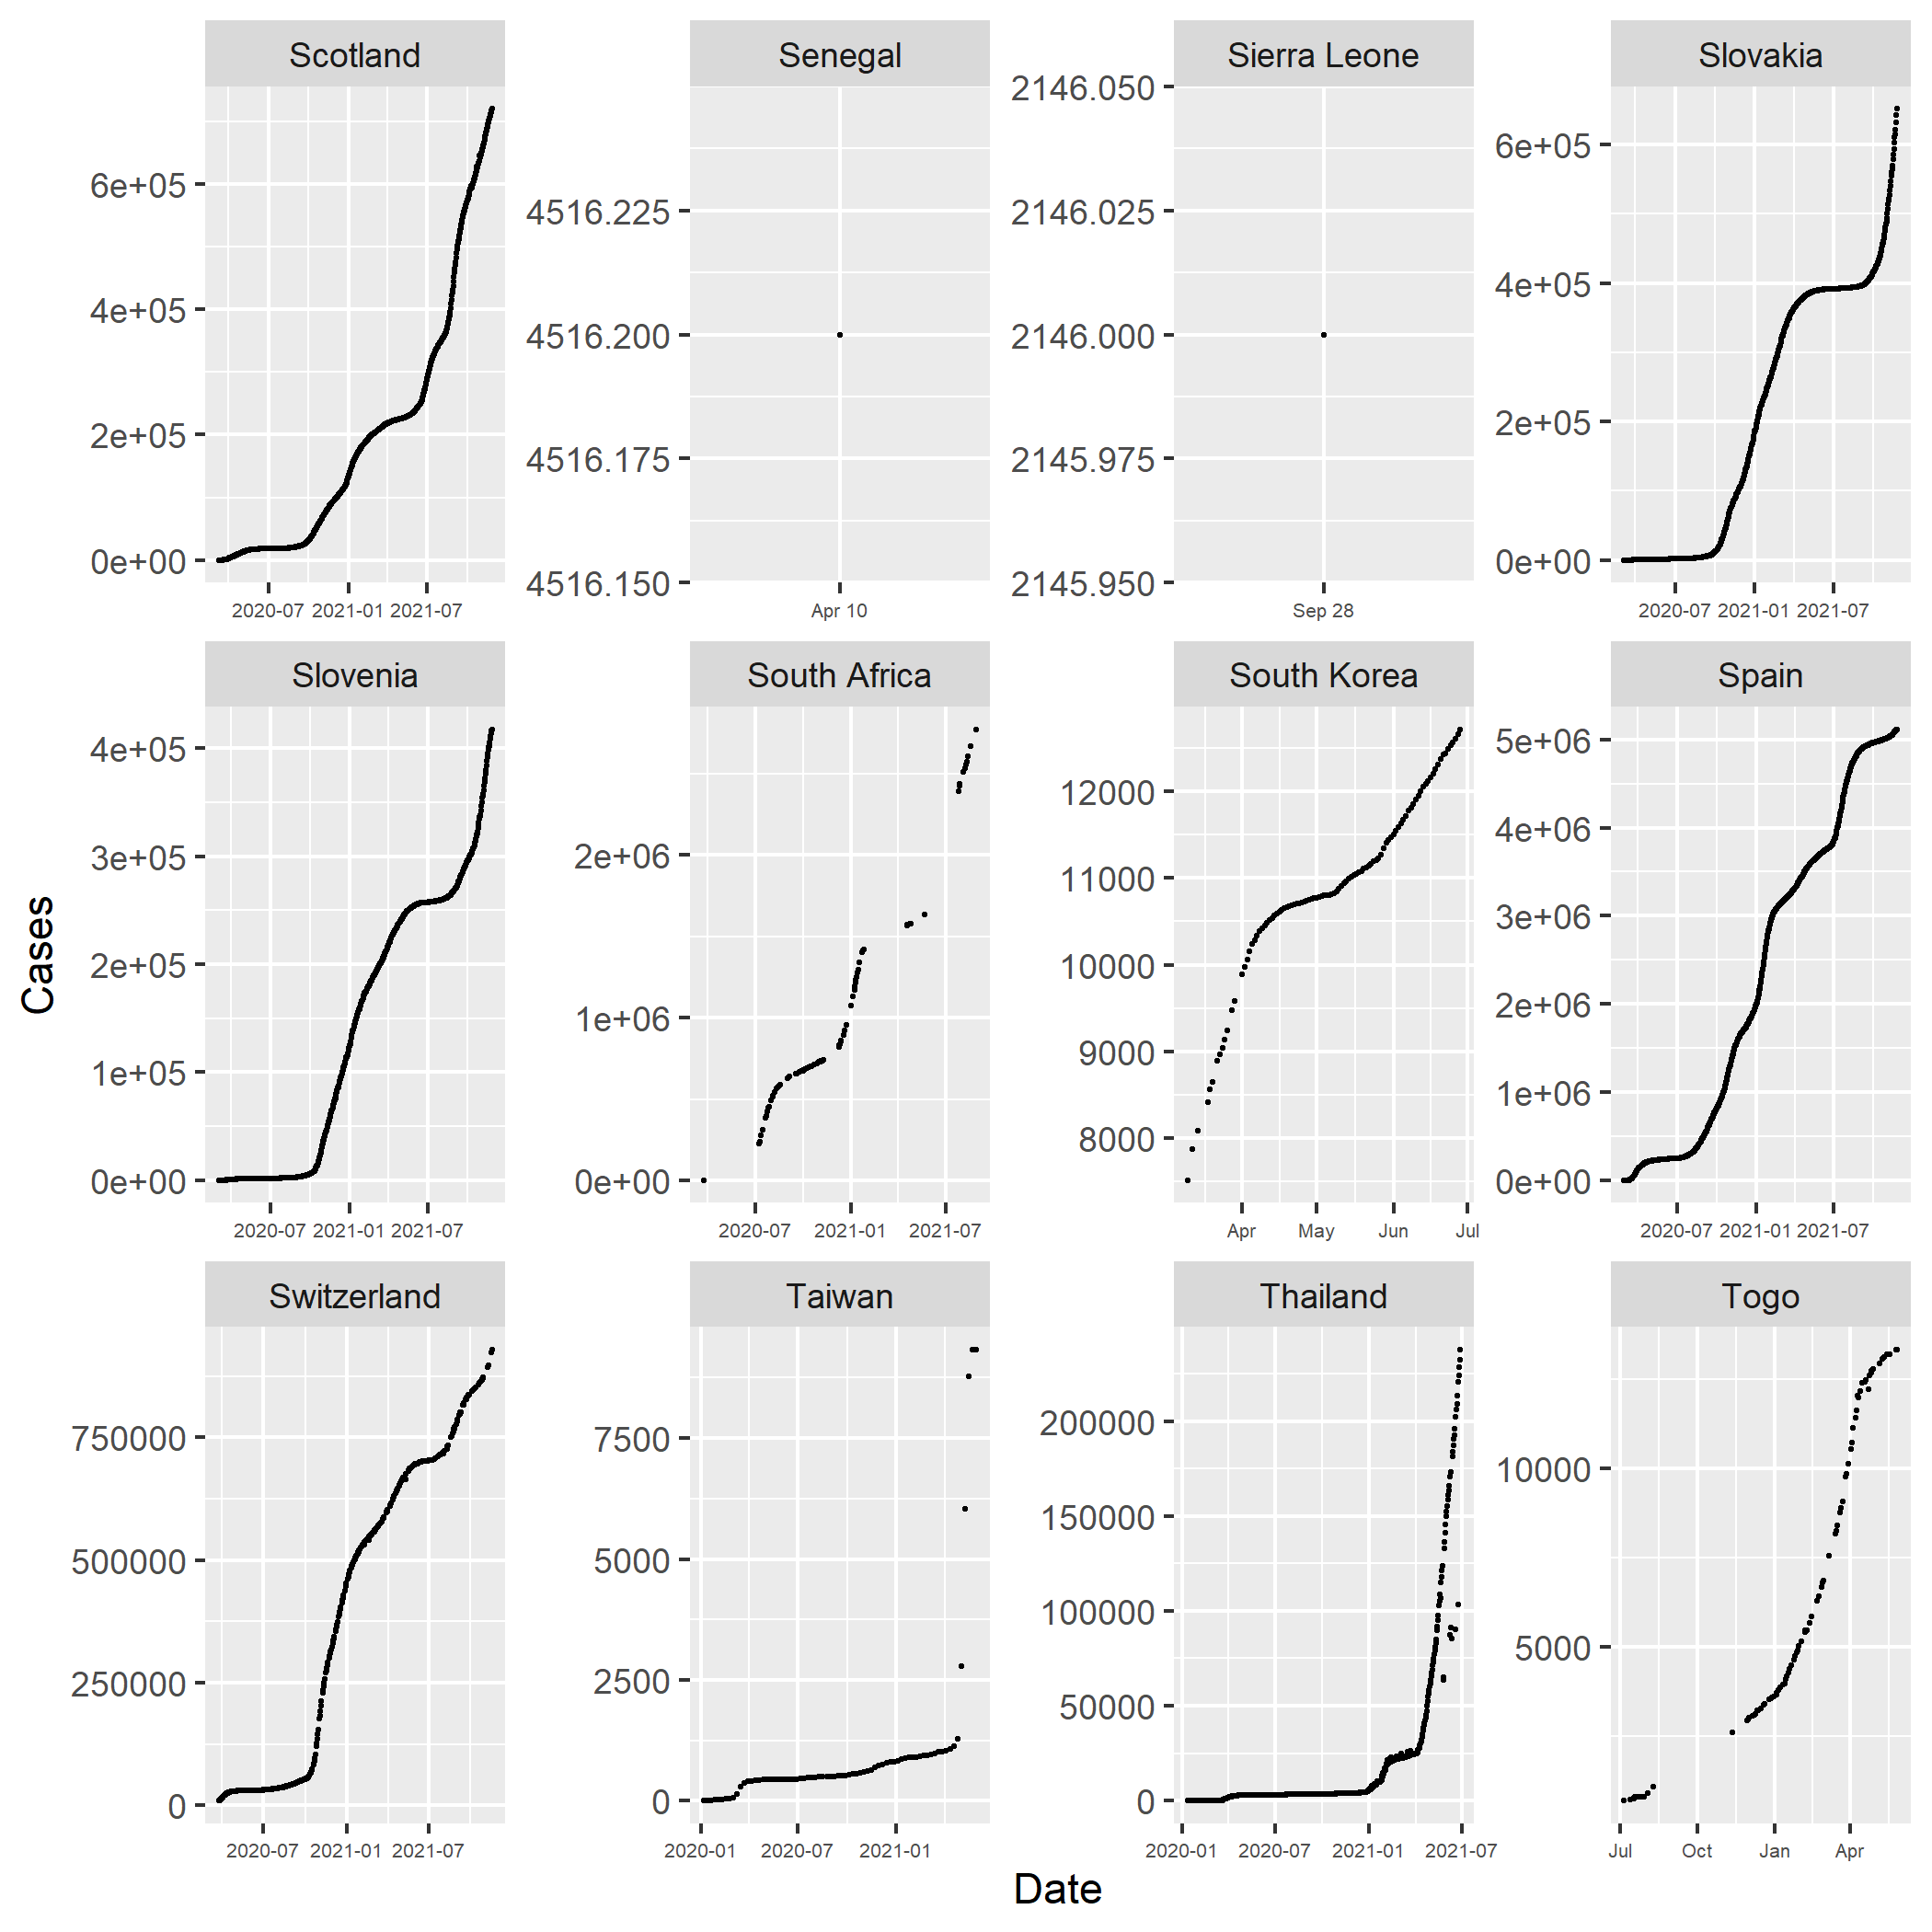 Scotland Senegal Sierra Leone Slovakia
6e+05
4e+05
2e+05
0e+00
2020-07 2021-01 2021-07
4516.225
4516.200
4516.175
4516.150
Apr 10
2146.050
2146.025
2146.000
2145.975
2145.950
Sep 28
6e+05
4e+05
2e+05
0e+00
2020-07 2021-01 2021-07
Slovenia South Africa South Korea Spain
4e+05
3e+05
2e+05
1e+05
0e+00
2020-07 2021-01 2021-07
2e+06
1e+06
0e+00
2020-07 2021-01 2021-07
12000
11000
10000
9000
8000
Apr May Jun Jul
5e+06
4e+06
3e+06
2e+06
1e+06
0e+00
2020-07 2021-01 2021-07
Switzerland Taiwan Thailand Togo
750000
500000
250000
0
2020-07 2021-01 2021-07
7500
5000
2500
0
2020-01 2020-07 2021-01
200000
150000
100000
50000
0
2020-01 2020-07 2021-01 2021-07
10000
5000
Jul Oct Jan Apr
Cases
Date